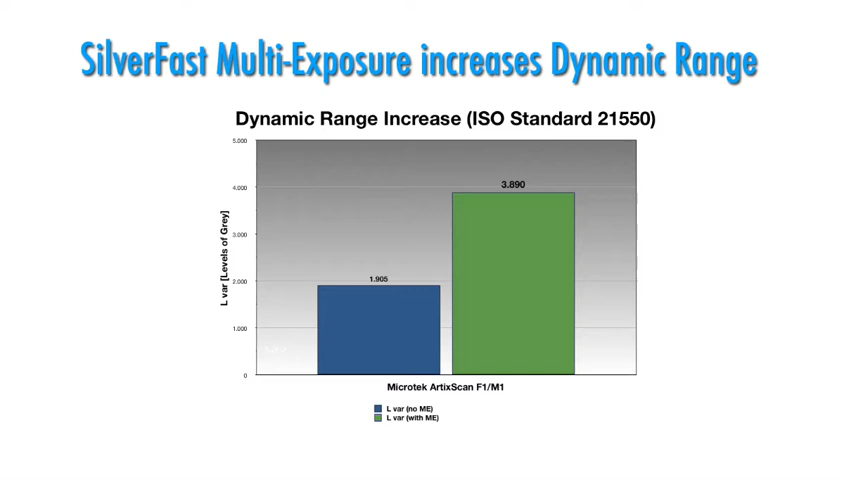 SilverFast Multi-Exposure increases Dynamic Range
Dynamic Range Increase (ISO Standard 21550)
5.000
4.000
3.000
2.000
1.000
0
L var [Levels of Grey]
3.890
1.905
Microtek ArtixScan F1/M1
L var (no ME)
L var (with ME)